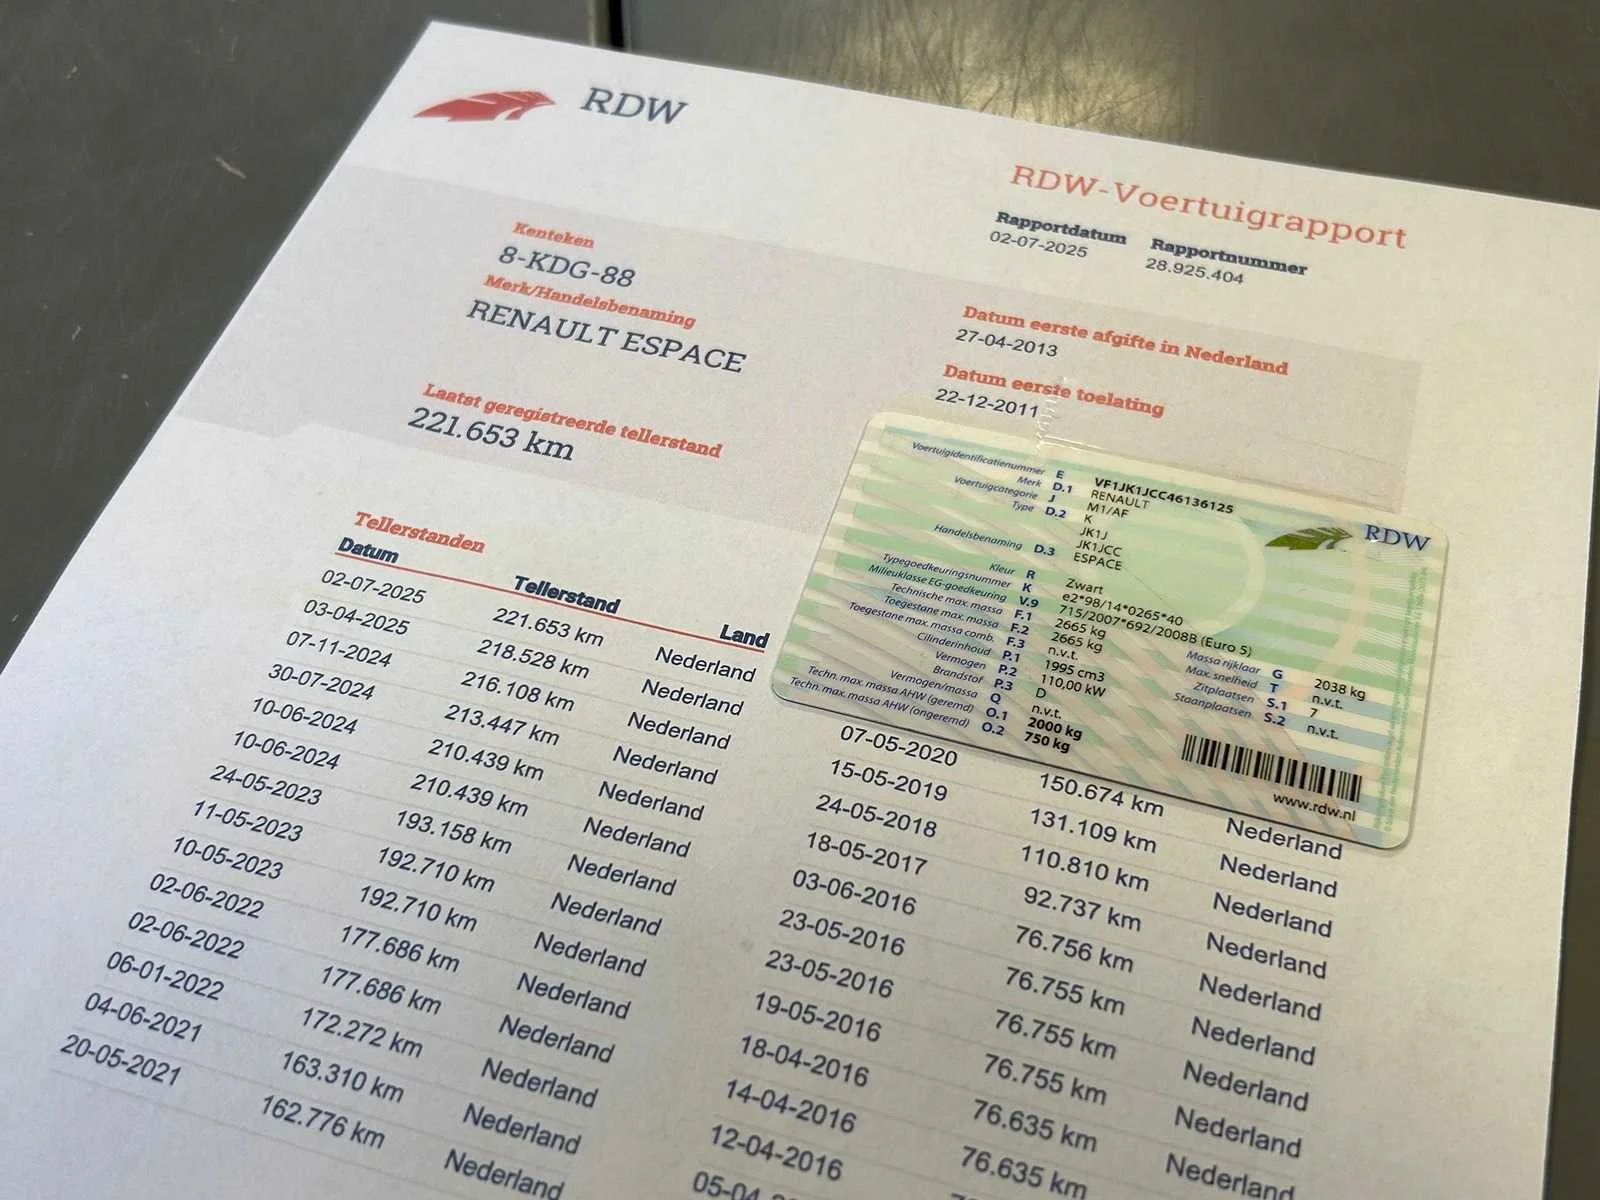 RDW
RDW-Voertuigrapport
Rapportdatum Rapportnummer
02-07-2025 28.925.404
Kenteken
8-KDG-88
Merk/Handelsbenaming
RENAULT ESPACE
Datum eerste afgifte in Nederland
27-04-2013
Datum eerste toelating
22-12-2011
Laatst geregistreerde tellerstand
221.653 km
Tellerstanden
Datum Tellerstand Land
02-07-2025 221.653 km Nederland
03-04-2025 218.528 km Nederland
07-11-2024 216.108 km Nederland
30-07-2024 213.447 km Nederland
10-06-2024 210.439 km Nederland
10-06-2024 210.439 km Nederland
24-05-2023 193.158 km Nederland
11-05-2023 192.710 km Nederland
10-05-2023 192.710 km Nederland
02-06-2022 177.686 km Nederland
02-06-2022 177.686 km Nederland
06-01-2022 172.272 km Nederland
04-06-2021 163.310 km Nederland
20-05-2021 162.776 km Nederland
RDW
Voertuigidentificatienummer E VF1JK1JCC46136125
Merk D.1 RENAULT
Voertuigcategorie J M1/AF
Type D.2 K
JK1J
JK1JCC
Handelsbenaming D.3 ESPACE
Kleur R Zwart
Typegoedkeuringsnummer K e2*98/14*0265*40
Milieuklasse EG-goedkeuring V.9 715/2007*692/2008B (Euro 5)
Technische max. massa F.1 2665 kg
Toegestane max. massa F.2 2665 kg
Toegestane max. massa comb. F.3 n.v.t.
Cilinderinhoud P.1 1995 cm3
Vermogen P.2 110,00 kW
Brandstof P.3 D
Vermogen/massa Q n.v.t.
Techn. max. massa AHW (geremd) O.1 2000 kg
Techn. max. massa AHW (ongeremd) O.2 750 kg
Massa rijklaar G 2038 kg
Max. snelheid T n.v.t.
Zitplaatsen S.1 7
Staanplaatsen S.2 n.v.t.
www.rdw.nl
07-05-2020 150.674 km Nederland
15-05-2019 131.109 km Nederland
24-05-2018 110.810 km Nederland
18-05-2017 92.737 km Nederland
03-06-2016 76.756 km Nederland
23-05-2016 76.755 km Nederland
23-05-2016 76.755 km Nederland
19-05-2016 76.755 km Nederland
18-04-2016 76.635 km Nederland
14-04-2016 76.635 km Nederland
12-04-2016
05-04